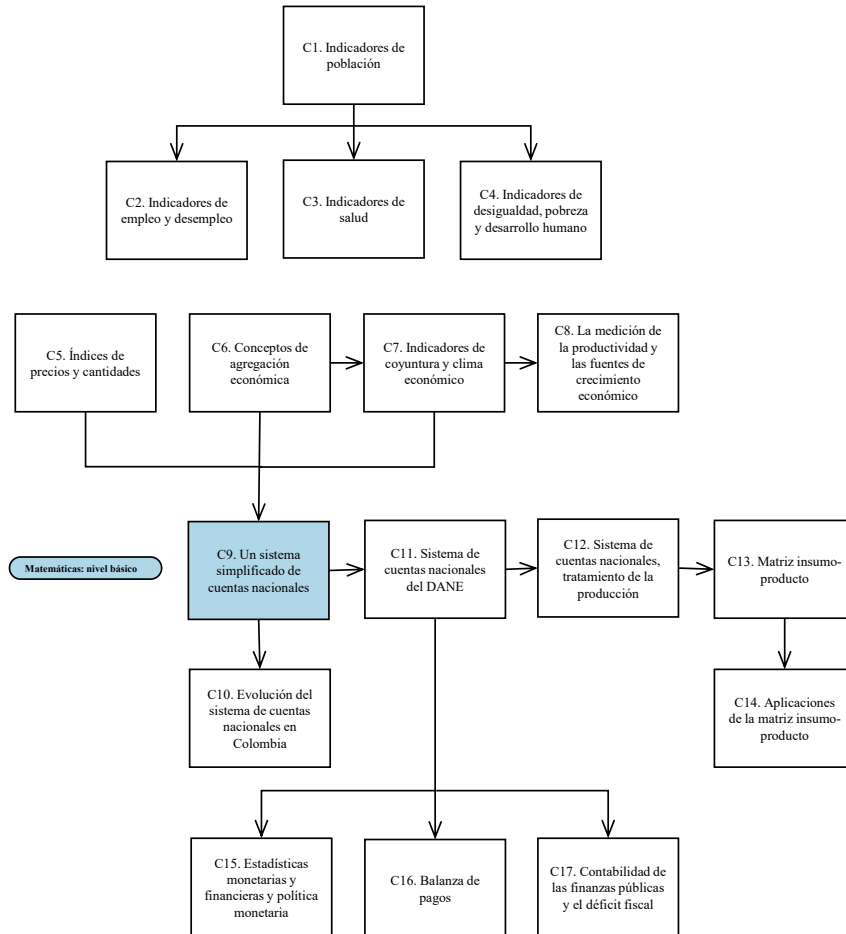 C1. Indicadores de
población
C2. Indicadores de
empleo y desempleo
C3. Indicadores de
salud
C4. Indicadores de
desigualdad, pobreza
y desarrollo humano
C5. Índices de
precios y cantidades
C6. Conceptos de
agregación
económica
C7. Indicadores de
coyuntura y clima
económico
C8. La medición de
la productividad y
las fuentes de
crecimiento
económico
Matemáticas: nivel básico
C9. Un sistema
simplificado de
cuentas nacionales
C11. Sistema de
cuentas nacionales
del DANE
C12. Sistema de
cuentas nacionales,
tratamiento de la
producción
C13. Matriz insumo-
producto
C10. Evolución del
sistema de cuentas
nacionales en
Colombia
C14. Aplicaciones
de la matriz insumo-
producto
C15. Estadísticas
monetarias y
financieras y política
monetaria
C16. Balanza de
pagos
C17. Contabilidad de
las finanzas públicas
y el déficit fiscal